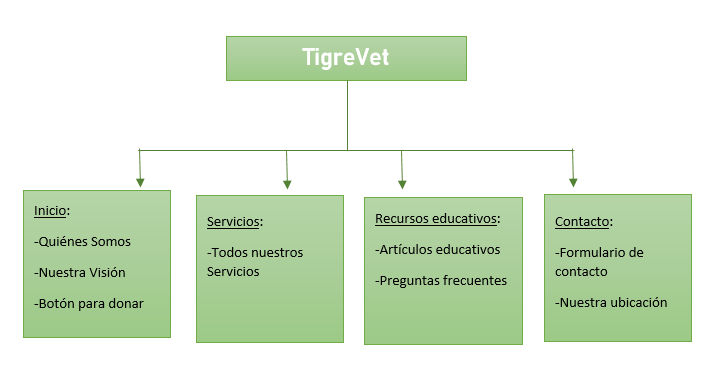 TigreVet
Inicio:
-Quiénes Somos
-Nuestra Visión
-Botón para donar
Servicios:
-Todos nuestros
Servicios
Recursos educativos:
-Artículos educativos
-Preguntas frecuentes
Contacto:
-Formulario de
contacto
-Nuestra ubicación